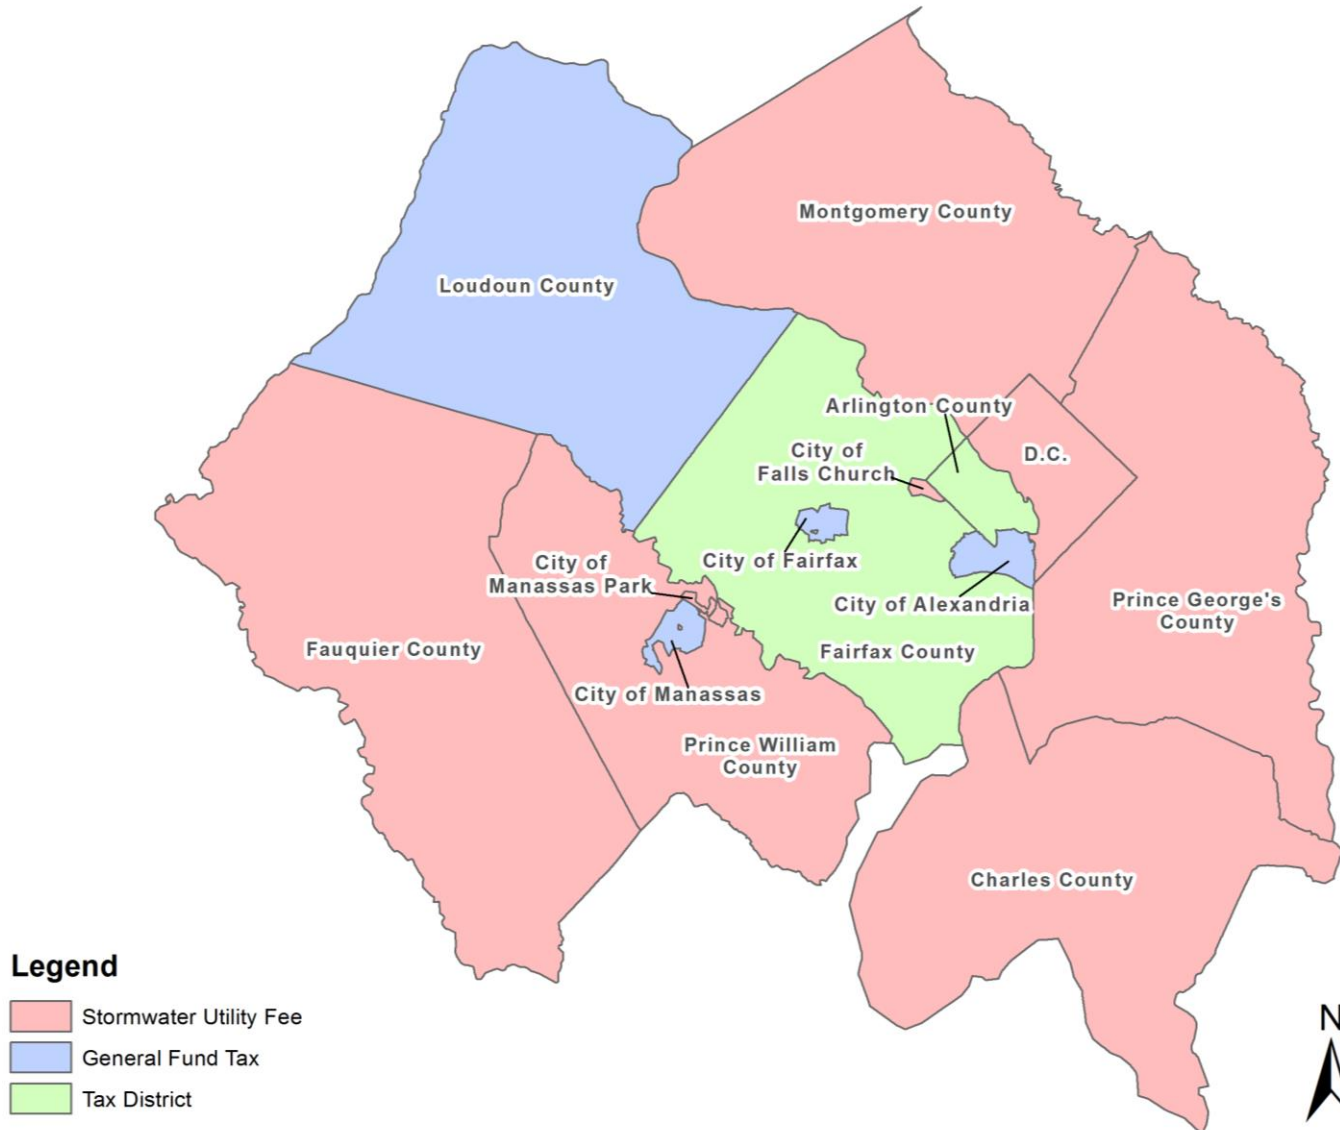 Montgomery County
Loudoun County
Arlington County
City of
Falls Church
D.C.
City of Fairfax
City of
Manassas Park
City of Alexandria
Prince George's
County
Fauquier County
Fairfax County
City of Manassas
Prince William
County
Charles County
Legend
Stormwater Utility Fee
General Fund Tax
Tax District
N